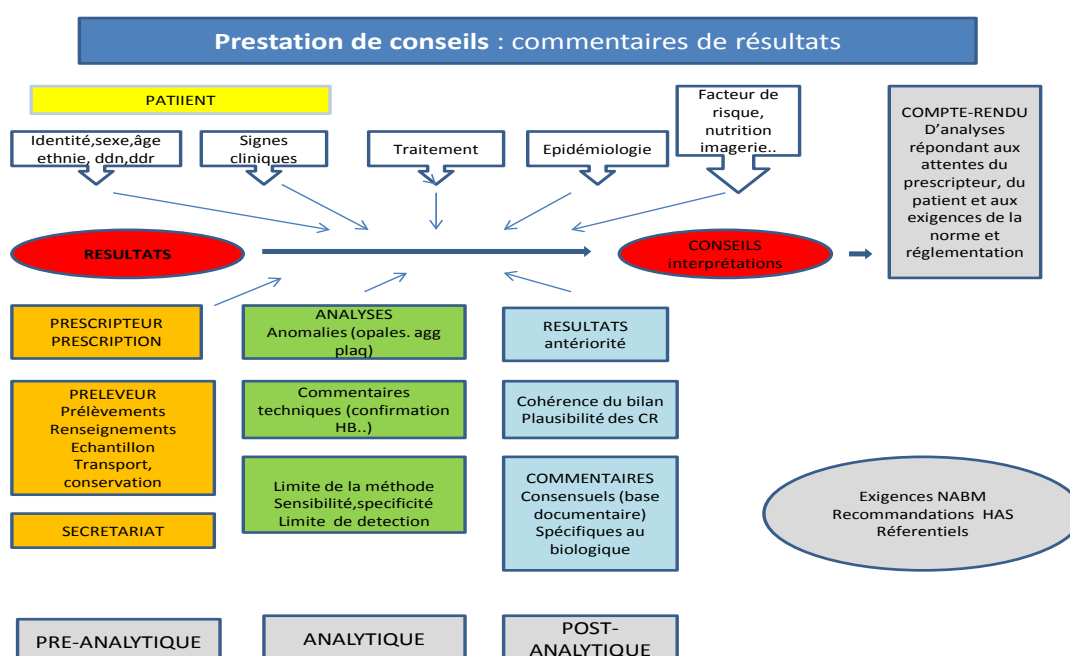 Prestation de conseils : commentaires de résultats
PATIIENT
Identité,sexe,âge
ethnie, ddn,ddr
Signes
cliniques
Traitement
Epidémiologie
Facteur de
risque,
nutrition
imagerie..
COMPTE-RENDU
D'analyses
répondant aux
attentes du
prescripteur, du
patient et aux
exigences de la
norme et
réglementation
RESULTATS
CONSEILS
interprétations
PRESCRIPTEUR
PRESCRIPTION
ANALYSES
Anomalies (opales. agg
plaq)
RESULTATS
antériorité
PRELEVEUR
Prélèvements
Renseignements
Echantillon
Transport,
conservation
Commentaires
techniques (confirmation
HB..)
Cohérence du bilan
Plausibilité des CR
Limite de la méthode
Sensibilité,specificité
Limite de detection
COMMENTAIRES
Consensuels (base
documentaire)
Spécifiques au
biologique
SECRETARIAT
Exigences NABM
Recommandations HAS
Réferentiels
PRE-ANALYTIQUE
ANALYTIQUE
POST-
ANALYTIQUE